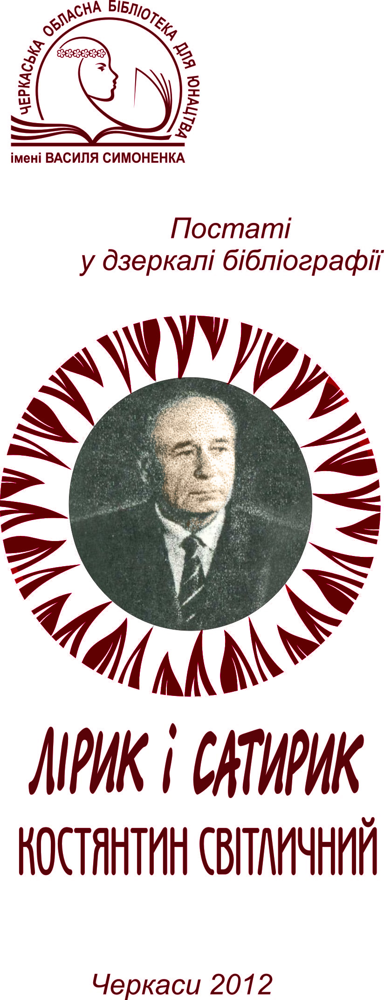 ЧЕРКАСЬКА ОБЛАСНА БІБЛІОТЕКА ДЛЯ ЮНАЦТВА
імені ВАСИЛЯ СИМОНЕНКА
Постаті
у дзеркалі бібліографії
ЛІРИК і САТИРИК
КОСТЯНТИН СВІТЛИЧНИЙ
Черкаси 2012